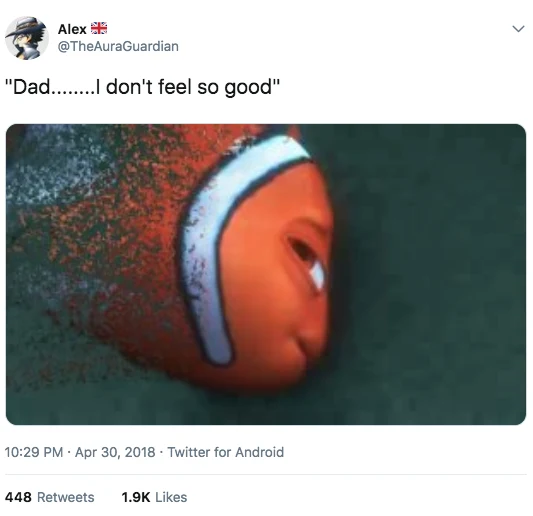 Alex 🇬🇧
@TheAuraGuardian
"Dad........I don't feel so good"
10:29 PM · Apr 30, 2018 · Twitter for Android
448 Retweets 1.9K Likes